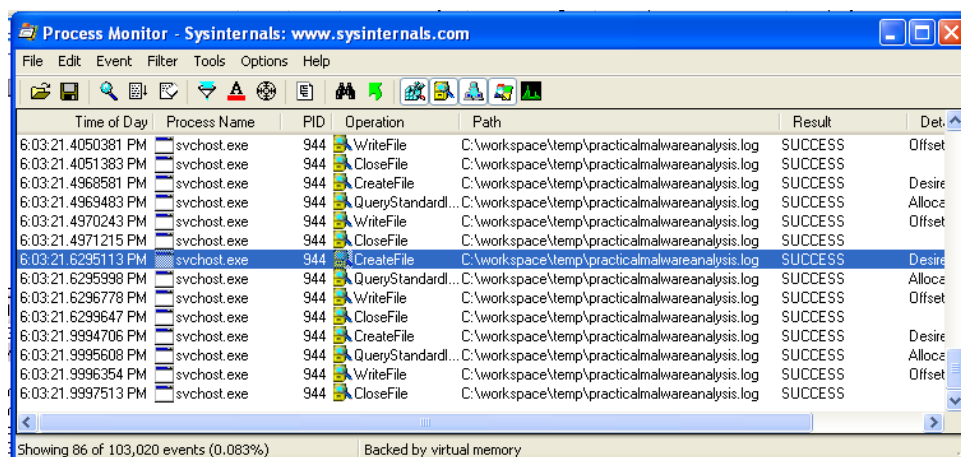 Process Monitor - Sysinternals: www.sysinternals.com
File Edit Event Filter Tools Options Help
Time of Day Process Name PID Operation Path Result Det
6:03:21.4050381 PM svchost.exe 944 WriteFile C:\workspace\temp\practicalmalwareanalysis.log SUCCESS Offset
6:03:21.4051383 PM svchost.exe 944 CloseFile C:\workspace\temp\practicalmalwareanalysis.log SUCCESS
6:03:21.4968581 PM svchost.exe 944 CreateFile C:\workspace\temp\practicalmalwareanalysis.log SUCCESS Desire
6:03:21.4969483 PM svchost.exe 944 QueryStandardI... C:\workspace\temp\practicalmalwareanalysis.log SUCCESS Alloca
6:03:21.4970243 PM svchost.exe 944 WriteFile C:\workspace\temp\practicalmalwareanalysis.log SUCCESS Offset
6:03:21.4971215 PM svchost.exe 944 CloseFile C:\workspace\temp\practicalmalwareanalysis.log SUCCESS
6:03:21.6295113 PM svchost.exe 944 CreateFile C:\workspace\temp\practicalmalwareanalysis.log SUCCESS Desire
6:03:21.6295998 PM svchost.exe 944 QueryStandardI... C:\workspace\temp\practicalmalwareanalysis.log SUCCESS Alloca
6:03:21.6296778 PM svchost.exe 944 WriteFile C:\workspace\temp\practicalmalwareanalysis.log SUCCESS Offset
6:03:21.6299647 PM svchost.exe 944 CloseFile C:\workspace\temp\practicalmalwareanalysis.log SUCCESS
6:03:21.9994706 PM svchost.exe 944 CreateFile C:\workspace\temp\practicalmalwareanalysis.log SUCCESS Desire
6:03:21.9995608 PM svchost.exe 944 QueryStandardI... C:\workspace\temp\practicalmalwareanalysis.log SUCCESS Alloca
6:03:21.9996354 PM svchost.exe 944 WriteFile C:\workspace\temp\practicalmalwareanalysis.log SUCCESS Offset
6:03:21.9997513 PM svchost.exe 944 CloseFile C:\workspace\temp\practicalmalwareanalysis.log SUCCESS
Showing 86 of 103,020 events (0.083%) Backed by virtual memory